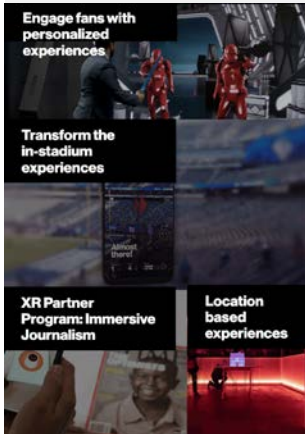 Engage fans with
personalized
experiences
Transform the
in-stadium
experiences
Almost
there!
XR Partner
Program: Immersive
Journalism
Location
based
experiences